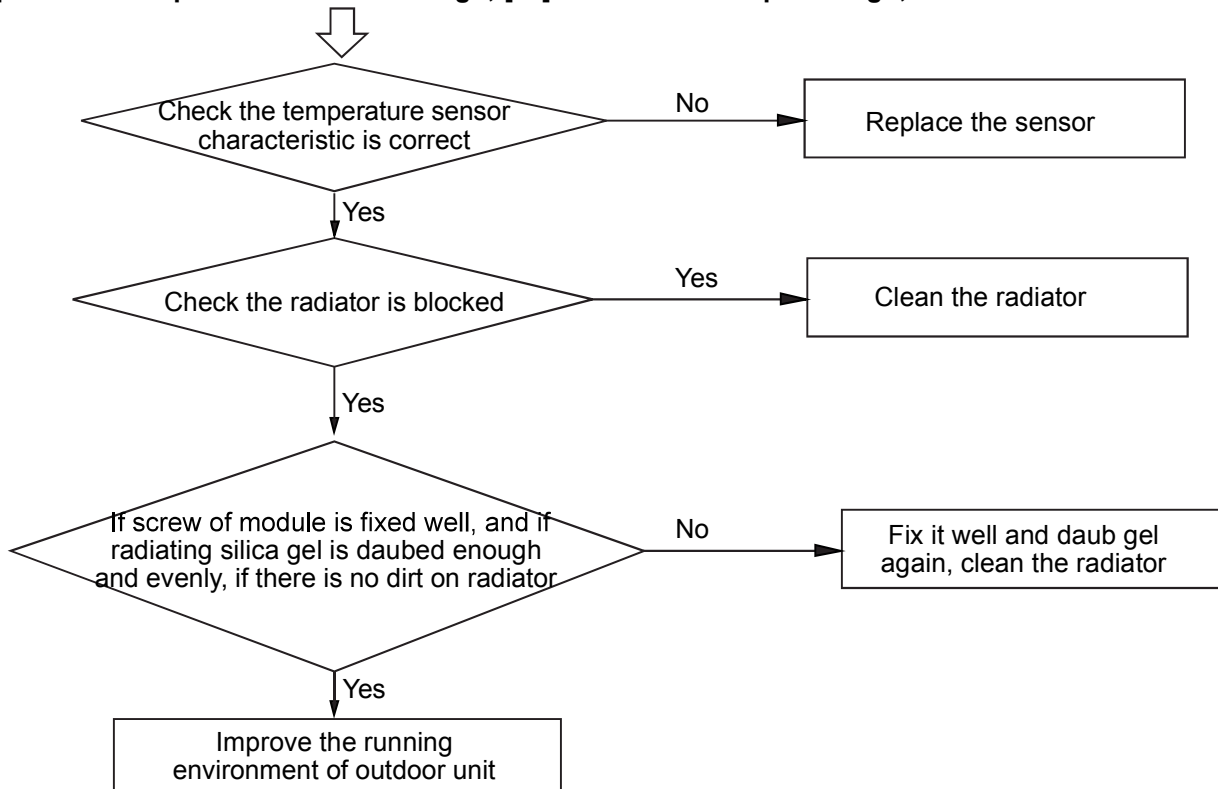 Check the temperature sensor
characteristic is correct
No
Replace the sensor
Yes
Check the radiator is blocked
Yes
Clean the radiator
Yes
If screw of module is fixed well, and if
radiating silica gel is daubed enough
and evenly, if there is no dirt on radiator
No
Fix it well and daub gel
again, clean the radiator
Yes
Improve the running
environment of outdoor unit